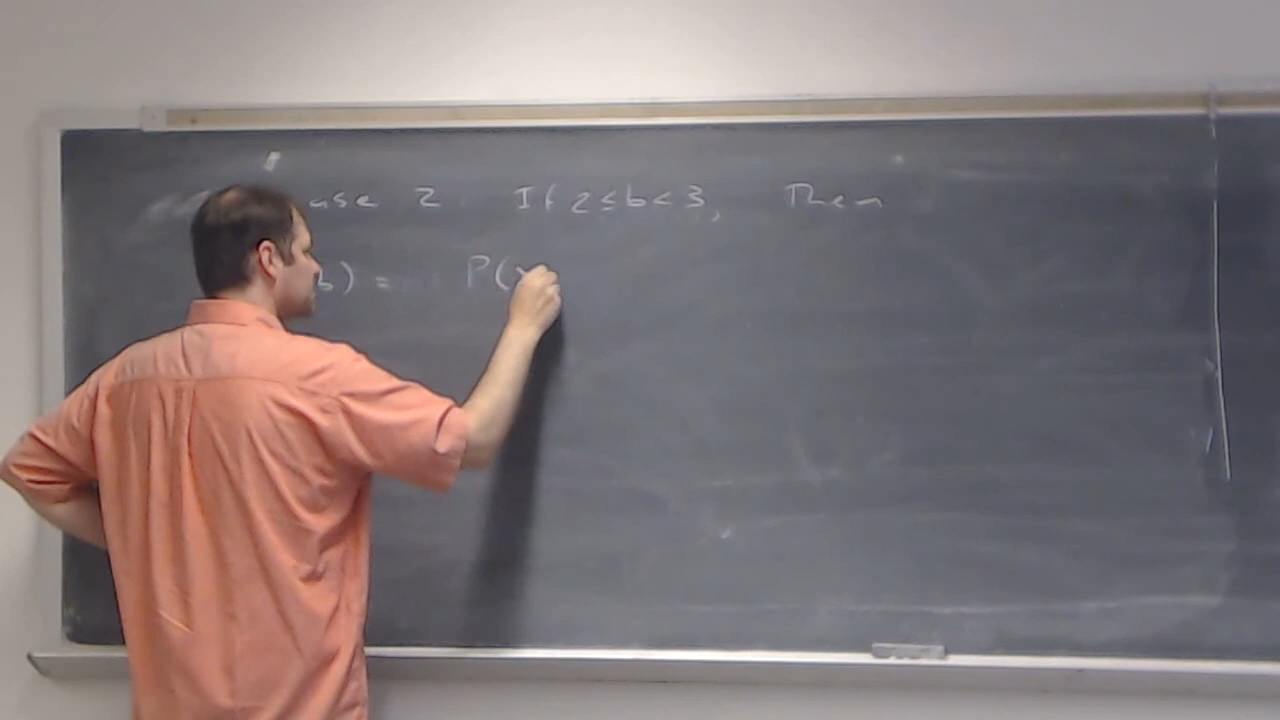 ase 2 If 2≤b<3, Then
b) = P(x